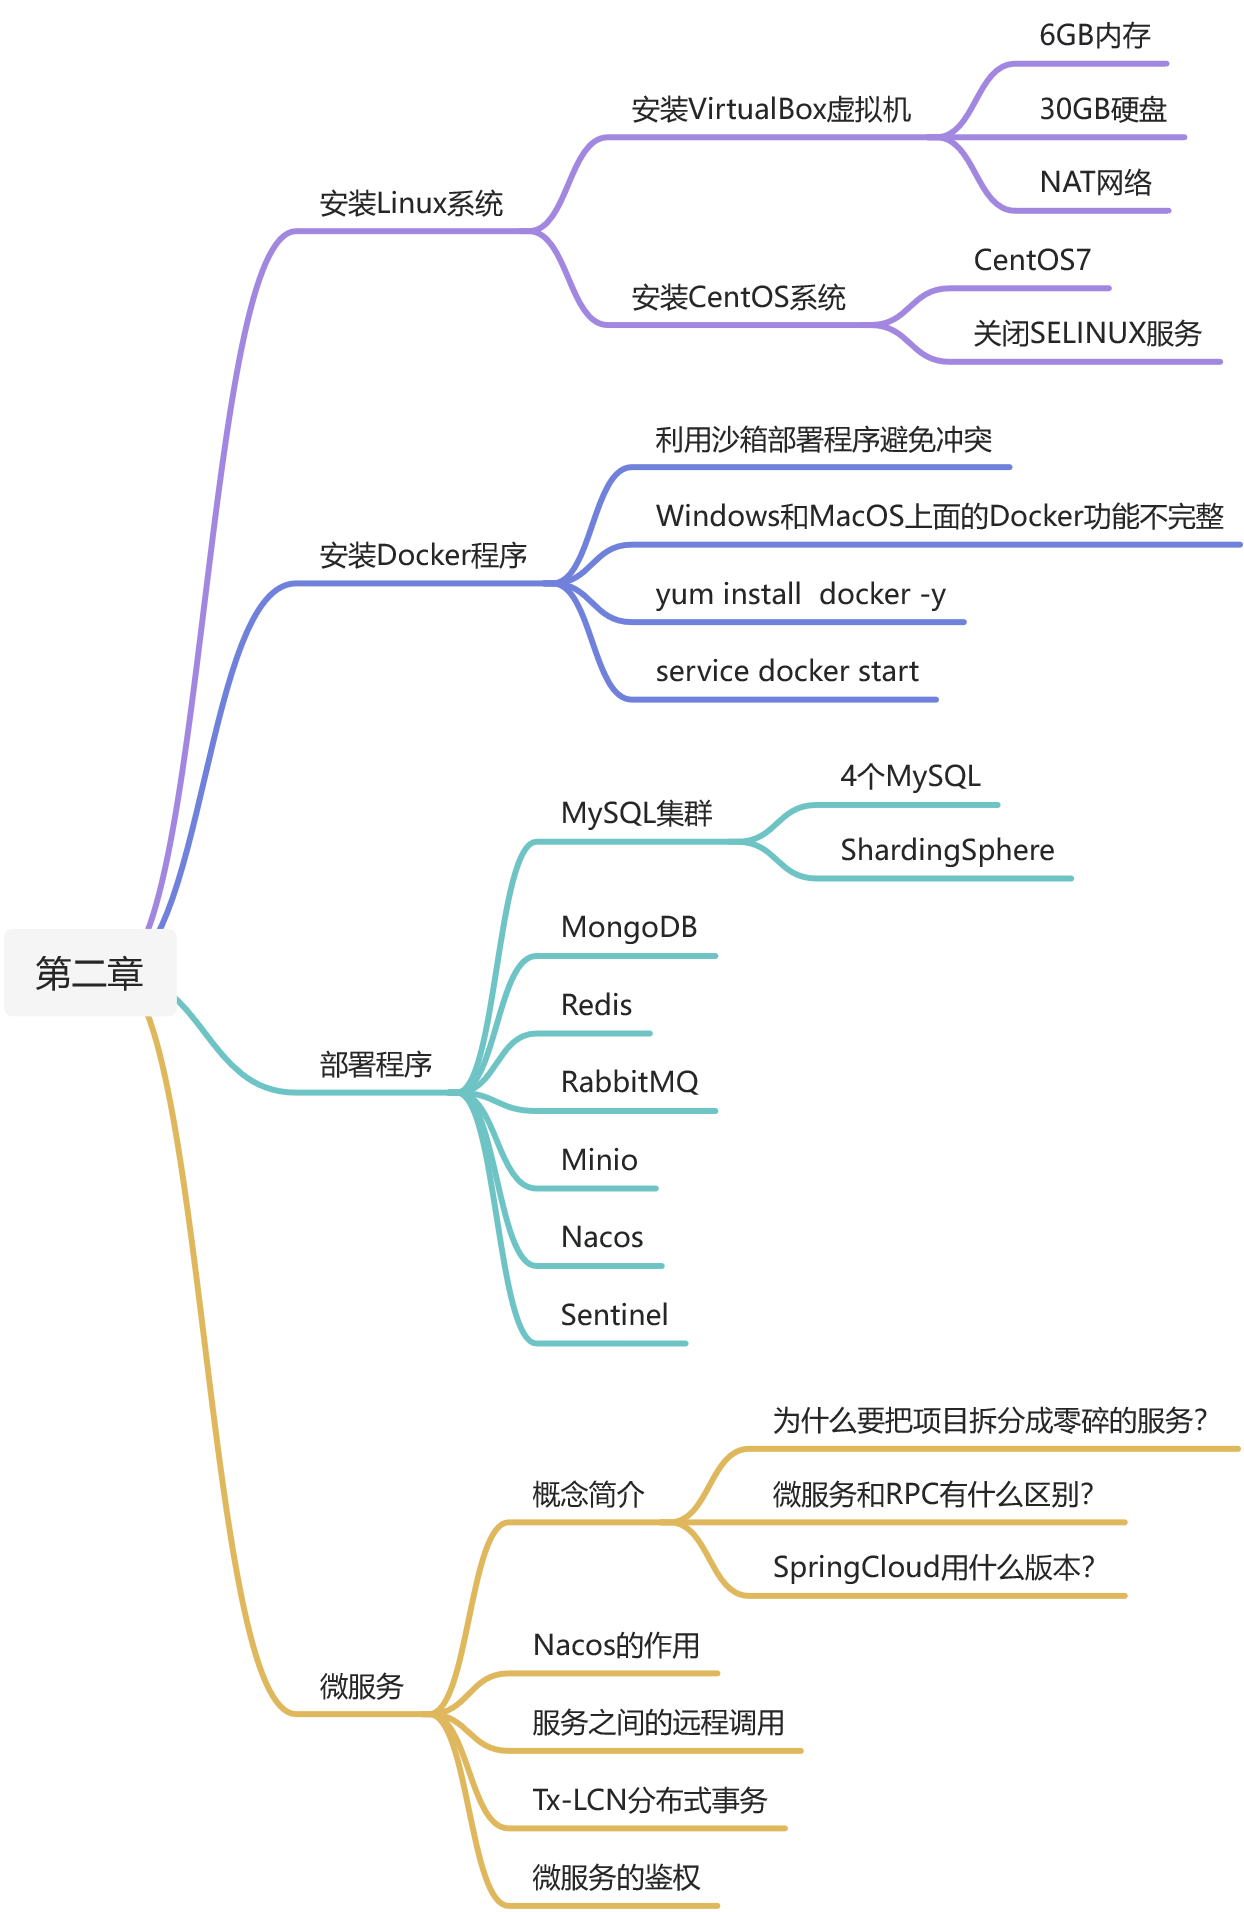 第二章
安装Linux系统
安装VirtualBox虚拟机
6GB内存
30GB硬盘
NAT网络
安装CentOS系统
CentOS7
关闭SELINUX服务
安装Docker程序
利用沙箱部署程序避免冲突
Windows和MacOS上面的Docker功能不完整
yum install  docker -y
service docker start
部署程序
MySQL集群
4个MySQL
ShardingSphere
MongoDB
Redis
RabbitMQ
Minio
Nacos
Sentinel
微服务
概念简介
为什么要把项目拆分成零碎的服务?
微服务和RPC有什么区别?
SpringCloud用什么版本?
Nacos的作用
服务之间的远程调用
Tx-LCN分布式事务
微服务的鉴权